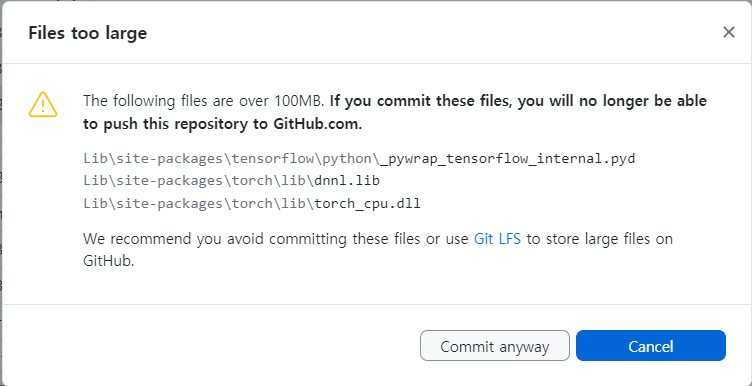 Files too large
The following files are over 100MB. If you commit these files, you will no longer be able
to push this repository to GitHub.com.
Lib\site-packages\tensorflow\python\_pywrap_tensorflow_internal.pyd
Lib\site-packages\torch\lib\dnnl.lib
Lib\site-packages\torch\lib\torch_cpu.dll
We recommend you avoid committing these files or use Git LFS to store large files on
GitHub.
Commit anyway
Cancel